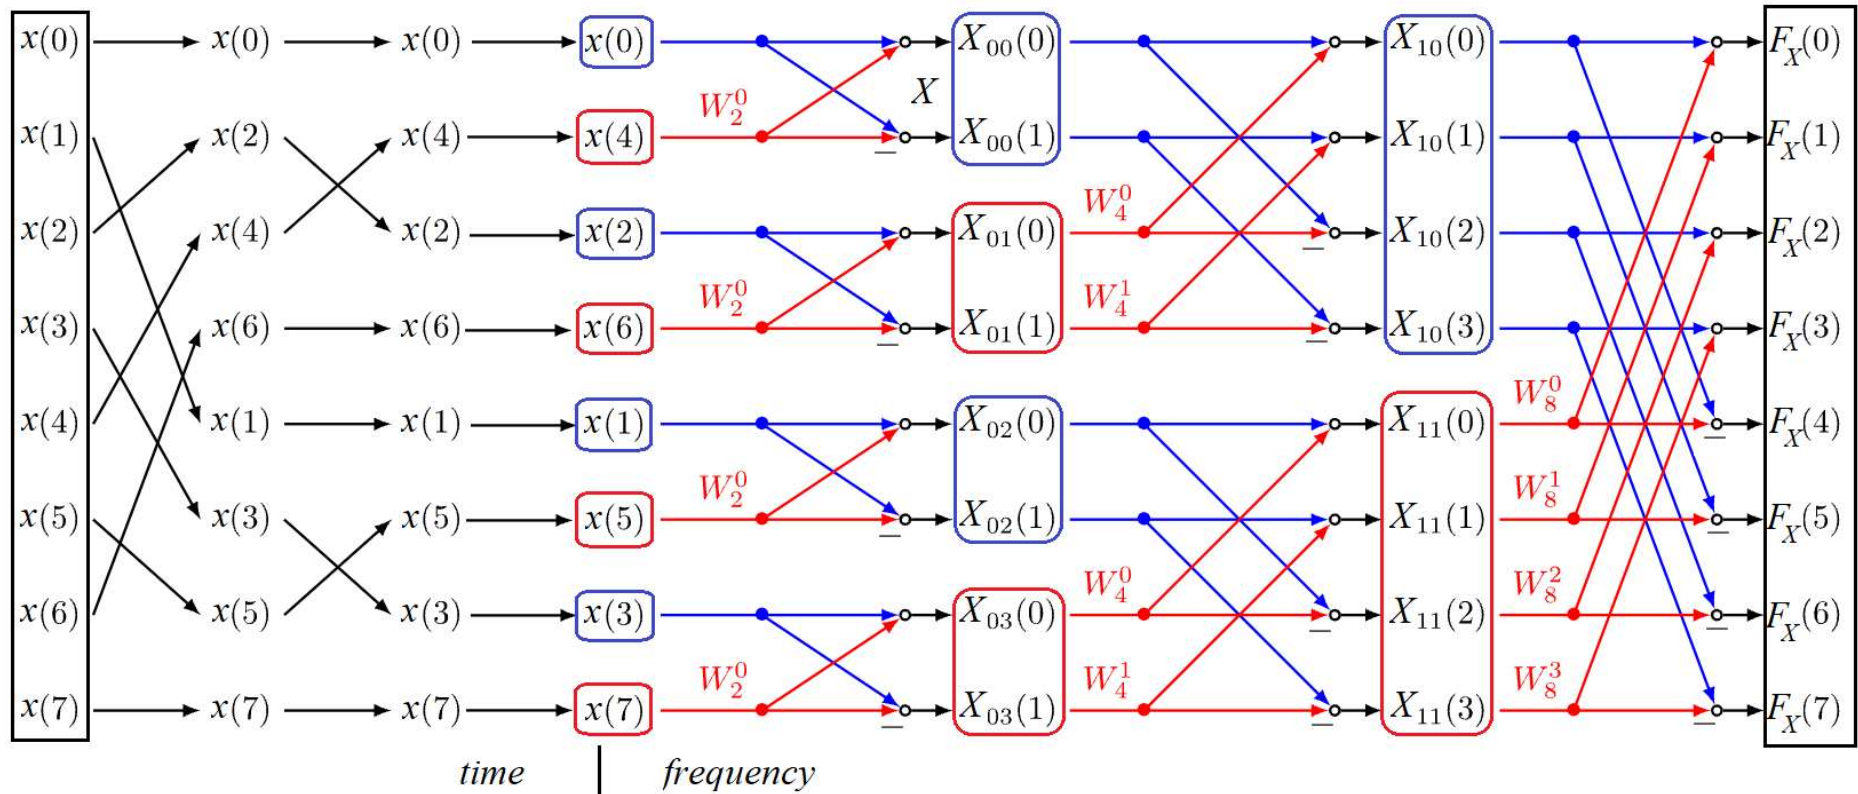 x(0) x(0) x(0) x(0) X₀₀(0) X₁₀(0) F_X(0)
X
W₂⁰
x(1) x(2) x(4) x(4) X₀₀(1) X₁₀(1) F_X(1)
–
W₄⁰
x(2) x(4) x(2) x(2) X₀₁(0) X₁₀(2) F_X(2)
–
W₂⁰ W₄¹
x(3) x(6) x(6) x(6) X₀₁(1) X₁₀(3) F_X(3)
– –
W₈⁰
x(4) x(1) x(1) x(1) X₀₂(0) X₁₁(0) F_X(4)
–
W₂⁰ W₈¹
x(5) x(3) x(5) x(5) X₀₂(1) X₁₁(1) F_X(5)
– –
W₄⁰ W₈²
x(6) x(5) x(3) x(3) X₀₃(0) X₁₁(2) F_X(6)
– –
W₂⁰ W₄¹ W₈³
x(7) x(7) x(7) x(7) X₀₃(1) X₁₁(3) F_X(7)
– – –
time | frequency